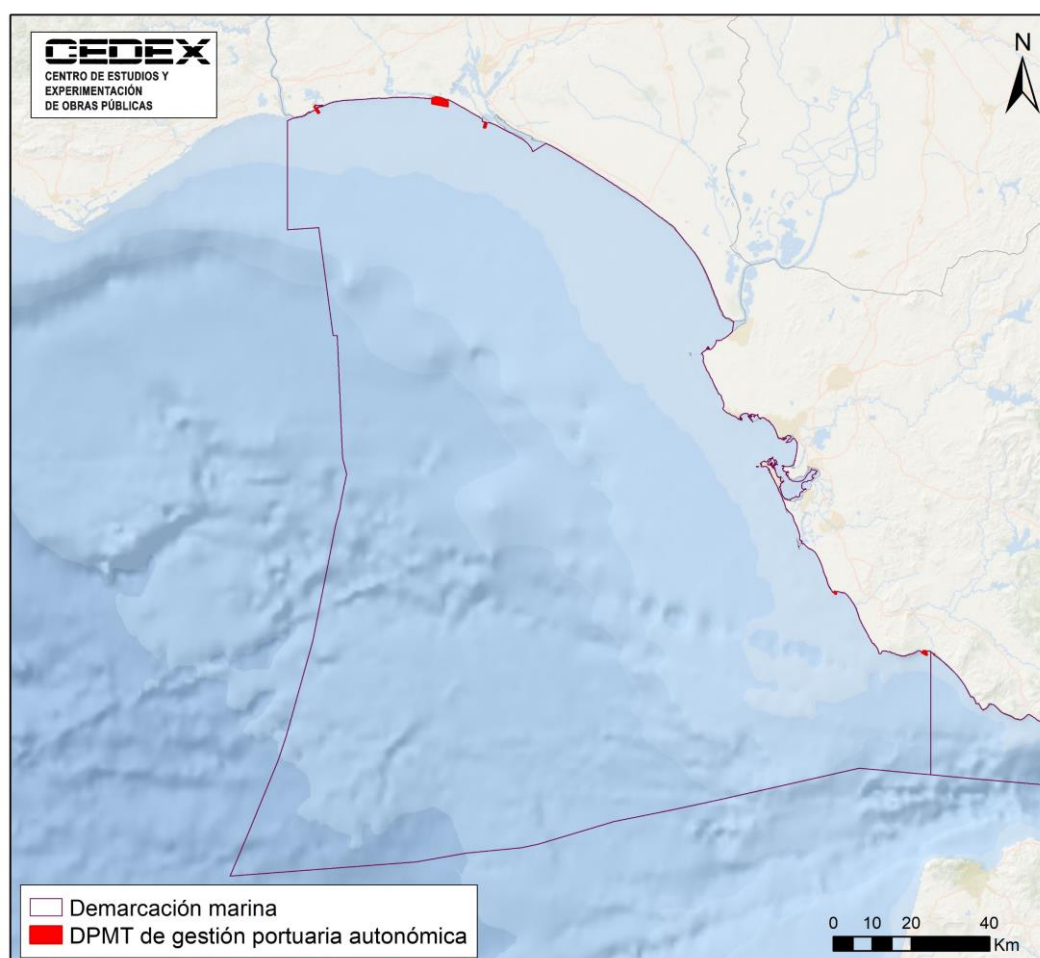 CEDEX
CENTRO DE ESTUDIOS Y
EXPERIMENTACIÓN
DE OBRAS PÚBLICAS
N
Demarcación marina
DPMT de gestión portuaria autonómica
0 10 20 40
Km